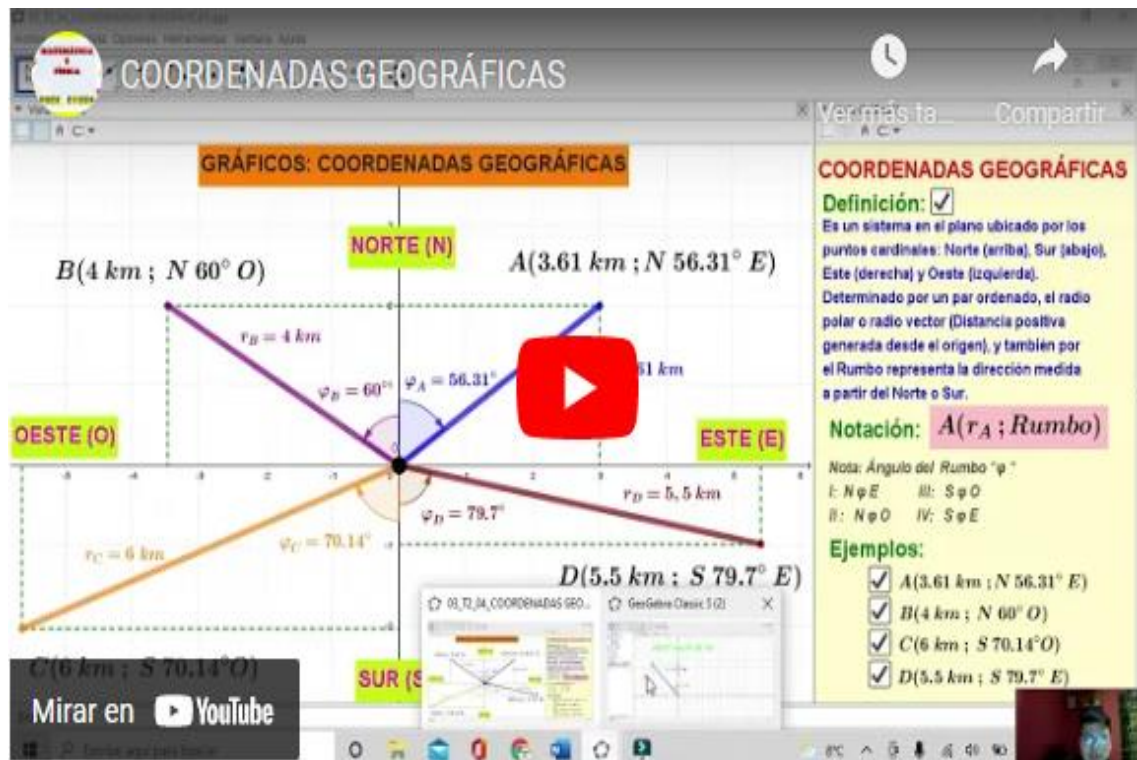 COORDENADAS GEOGRÁFICAS
Ver más ta...
Compartir
GRÁFICOS: COORDENADAS GEOGRÁFICAS
NORTE (N)
B(4 km ; N 60° O)
A(3.61 km ; N 56.31° E)
r_B = 4 km
61 km
φ_B = 60°
φ_A = 56.31°
OESTE (O)
ESTE (E)
r_D = 5,5 km
φ_D = 79.7°
φ_C = 70.14°
r_C = 6 km
D(5.5 km ; S 79.7° E)
C(6 km ; S 70.14°O)
SUR (S
COORDENADAS GEOGRÁFICAS
Definición:
Es un sistema en el plano ubicado por los
puntos cardinales: Norte (arriba), Sur (abajo),
Este (derecha) y Oeste (izquierda).
Determinado por un par ordenado, el radio
polar o radio vector (Distancia positiva
generada desde el origen), y también por
el Rumbo representa la dirección medida
a partir del Norte o Sur.
Notación: A(r_A ; Rumbo)
Nota: Ángulo del Rumbo "φ "
I: N φ E III: S φ O
II: N φ O IV: S φ E
Ejemplos:
A(3.61 km ; N 56.31° E)
B(4 km ; N 60° O)
C(6 km ; S 70.14°O)
D(5.5 km ; S 79.7° E)
03_T2_04_COORDENADAS GEO...
GeoGebra Classic 5 (2)
Mirar en YouTube
8°C